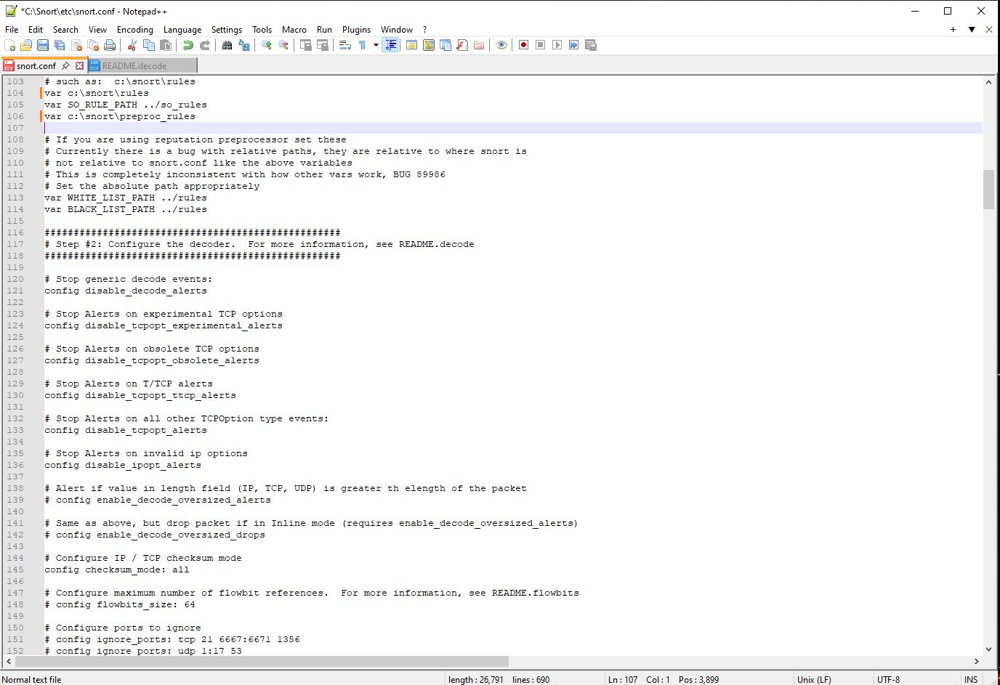 *C:\Snort\etc\snort.conf - Notepad++
File Edit Search View Encoding Language Settings Tools Macro Run Plugins Window ?
snort.conf README.decode
103 # such as:  c:\snort\rules
104 var c:\snort\rules
105 var SO_RULE_PATH ../so_rules
106 var c:\snort\preproc_rules
107
108 # If you are using reputation preprocessor set these
109 # Currently there is a bug with relative paths, they are relative to where snort is
110 # not relative to snort.conf like the above variables
111 # This is completely inconsistent with how other vars work, BUG 89986
112 # Set the absolute path appropriately
113 var WHITE_LIST_PATH ../rules
114 var BLACK_LIST_PATH ../rules
115
116 ###################################################
117 # Step #2: Configure the decoder.  For more information, see README.decode
118 ###################################################
119
120 # Stop generic decode events:
121 config disable_decode_alerts
122
123 # Stop Alerts on experimental TCP options
124 config disable_tcpopt_experimental_alerts
125
126 # Stop Alerts on obsolete TCP options
127 config disable_tcpopt_obsolete_alerts
128
129 # Stop Alerts on T/TCP alerts
130 config disable_tcpopt_ttcp_alerts
131
132 # Stop Alerts on all other TCPOption type events:
133 config disable_tcpopt_alerts
134
135 # Stop Alerts on invalid ip options
136 config disable_ipopt_alerts
137
138 # Alert if value in length field (IP, TCP, UDP) is greater th elength of the packet
139 # config enable_decode_oversized_alerts
140
141 # Same as above, but drop packet if in Inline mode (requires enable_decode_oversized_alerts)
142 # config enable_decode_oversized_drops
143
144 # Configure IP / TCP checksum mode
145 config checksum_mode: all
146
147 # Configure maximum number of flowbit references.  For more information, see README.flowbits
148 # config flowbits_size: 64
149
150 # Configure ports to ignore
151 # config ignore_ports: tcp 21 6667:6671 1356
152 # config ignore ports: udp 1:17 53
Normal text file length : 26,791 lines : 690 Ln : 107 Col : 1 Pos : 3,899 Unix (LF) UTF-8 INS